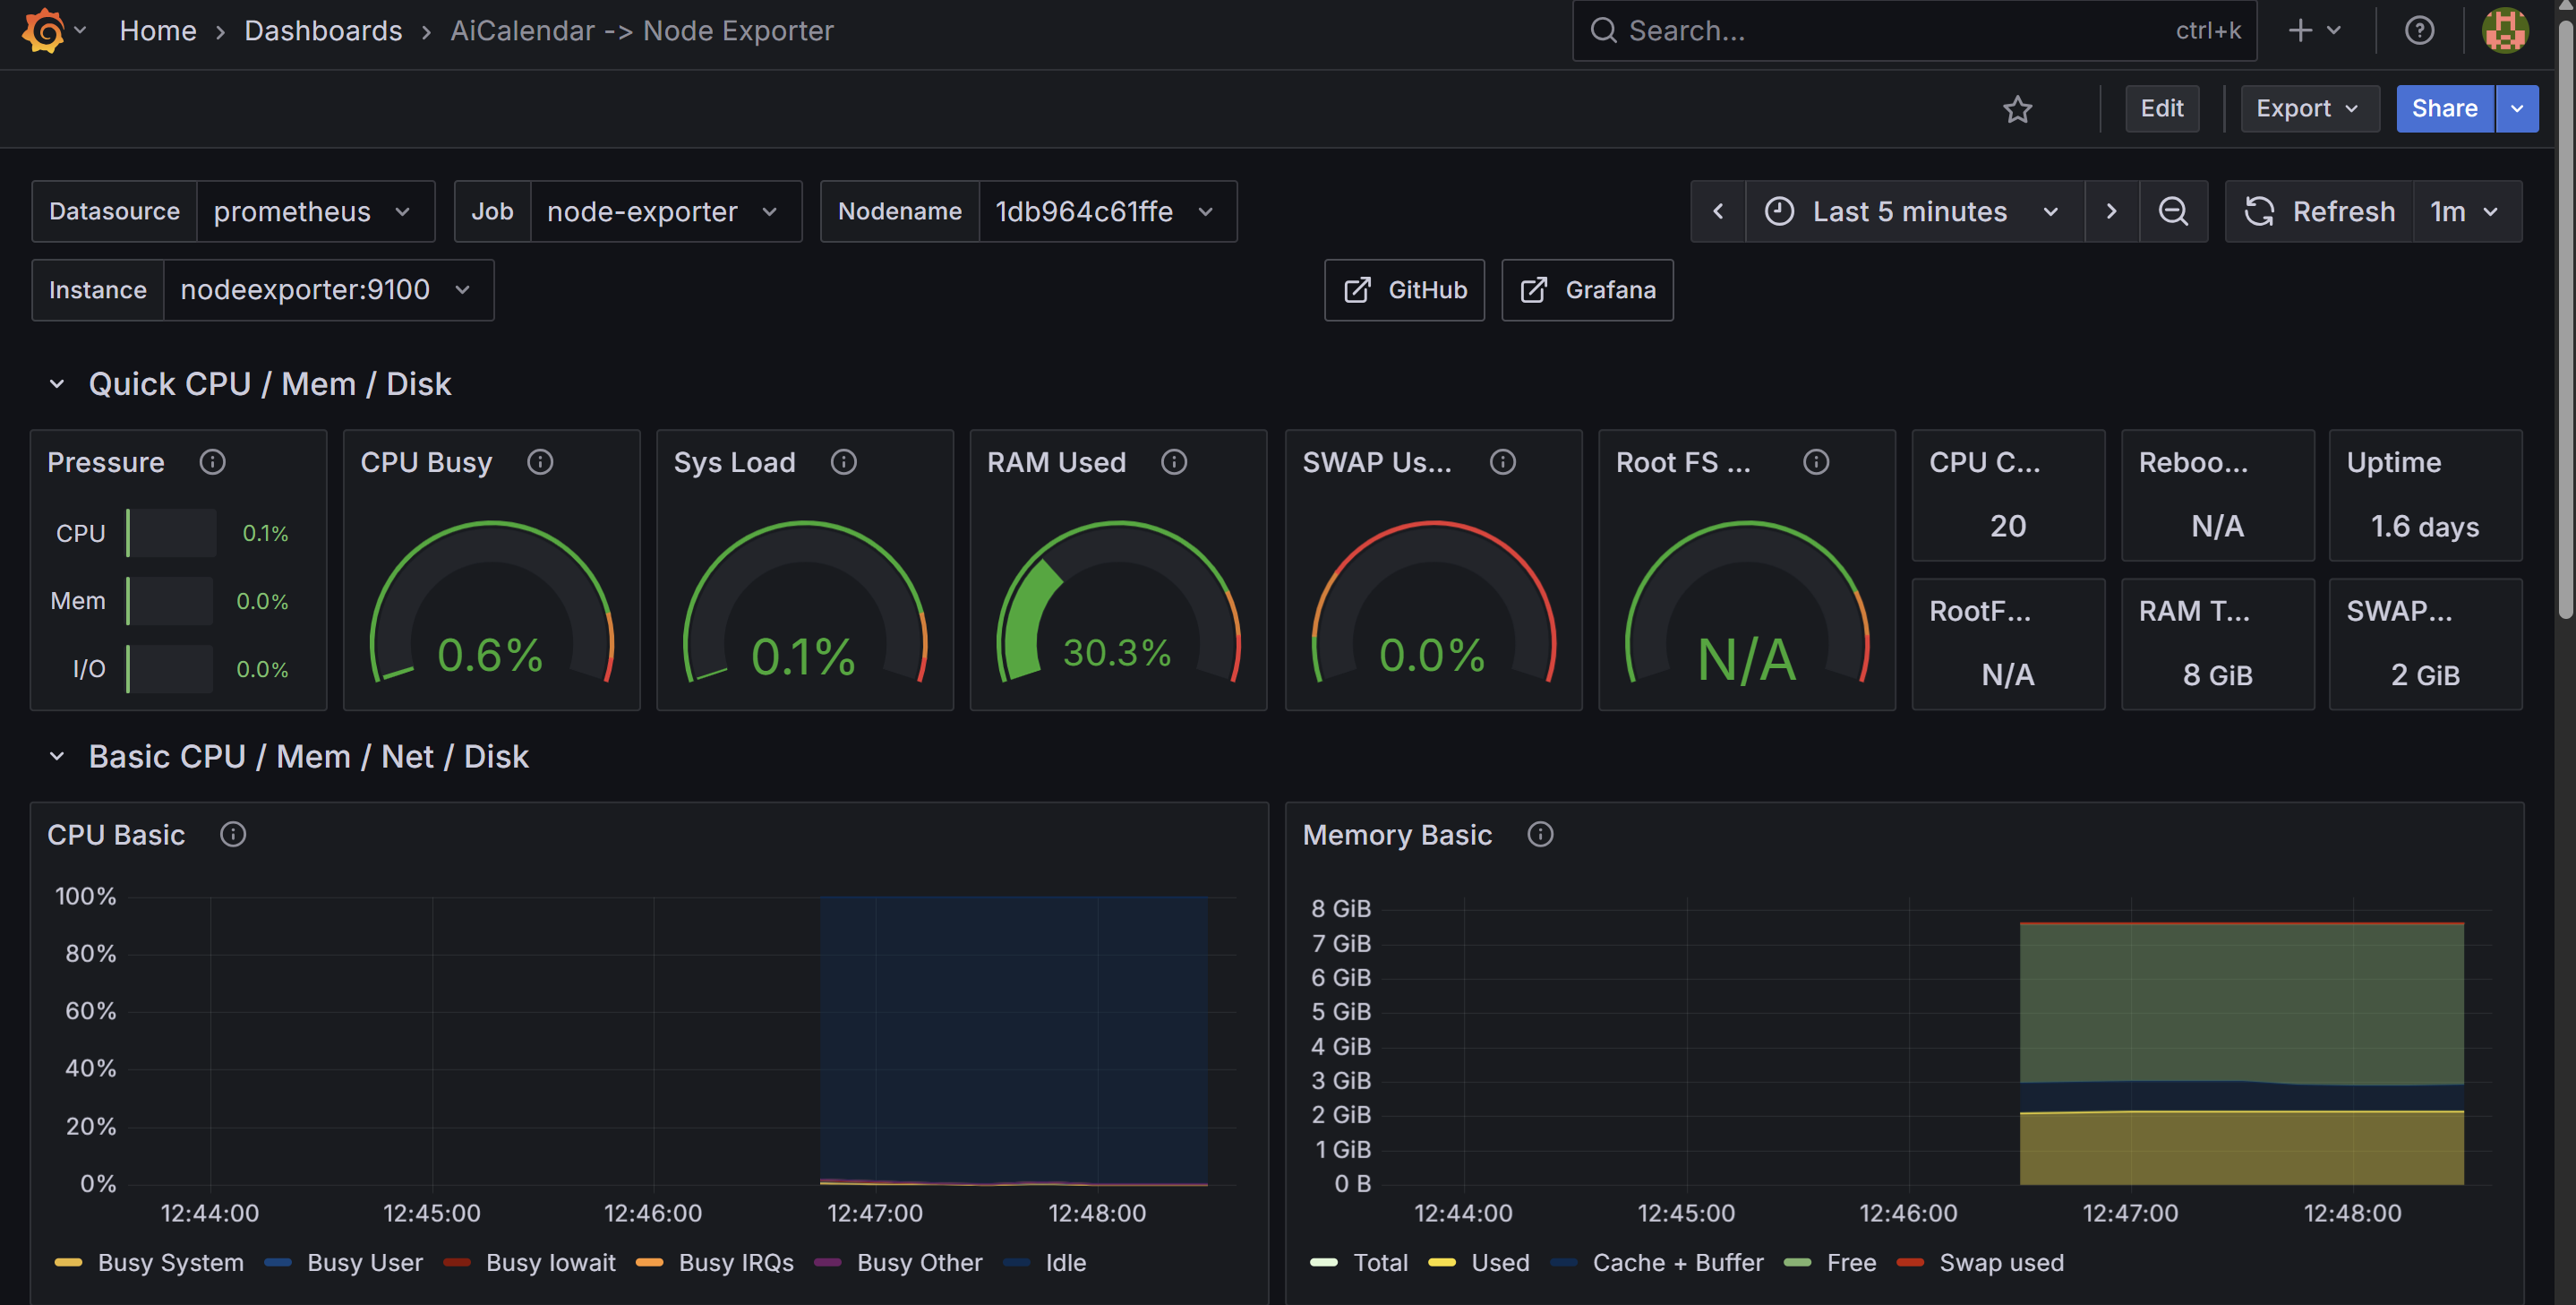 Home › Dashboards › AiCalendar -> Node Exporter
Search... ctrl+k
Edit Export Share
Datasource prometheus Job node-exporter Nodename 1db964c61ffe Last 5 minutes Refresh 1m
Instance nodeexporter:9100 GitHub Grafana
Quick CPU / Mem / Disk
Pressure
CPU 0.1%
Mem 0.0%
I/O 0.0%
CPU Busy
0.6%
Sys Load
0.1%
RAM Used
30.3%
SWAP Us...
0.0%
Root FS ...
N/A
CPU C...
20
Reboo...
N/A
Uptime
1.6 days
RootF...
N/A
RAM T...
8 GiB
SWAP...
2 GiB
Basic CPU / Mem / Net / Disk
CPU Basic
100%
80%
60%
40%
20%
0%
12:44:00 12:45:00 12:46:00 12:47:00 12:48:00
Busy System Busy User Busy Iowait Busy IRQs Busy Other Idle
Memory Basic
8 GiB
7 GiB
6 GiB
5 GiB
4 GiB
3 GiB
2 GiB
1 GiB
0 B
12:44:00 12:45:00 12:46:00 12:47:00 12:48:00
Total Used Cache + Buffer Free Swap used